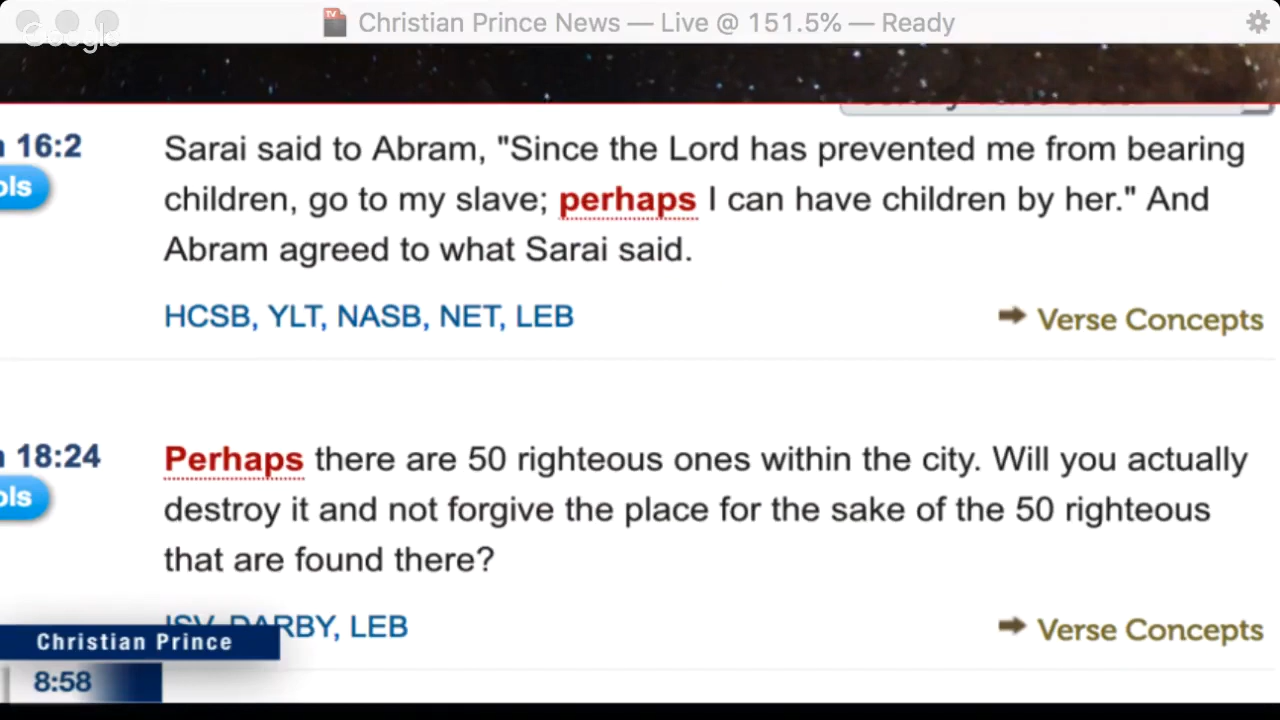 Christian Prince News — Live @ 151.5% — Ready
Google
16:2
ols
Sarai said to Abram, "Since the Lord has prevented me from bearing
children, go to my slave; perhaps I can have children by her." And
Abram agreed to what Sarai said.
HCSB, YLT, NASB, NET, LEB
Verse Concepts
18:24
ols
Perhaps there are 50 righteous ones within the city. Will you actually
destroy it and not forgive the place for the sake of the 50 righteous
that are found there?
ISV, DARBY, LEB
Verse Concepts
Christian Prince
8:58